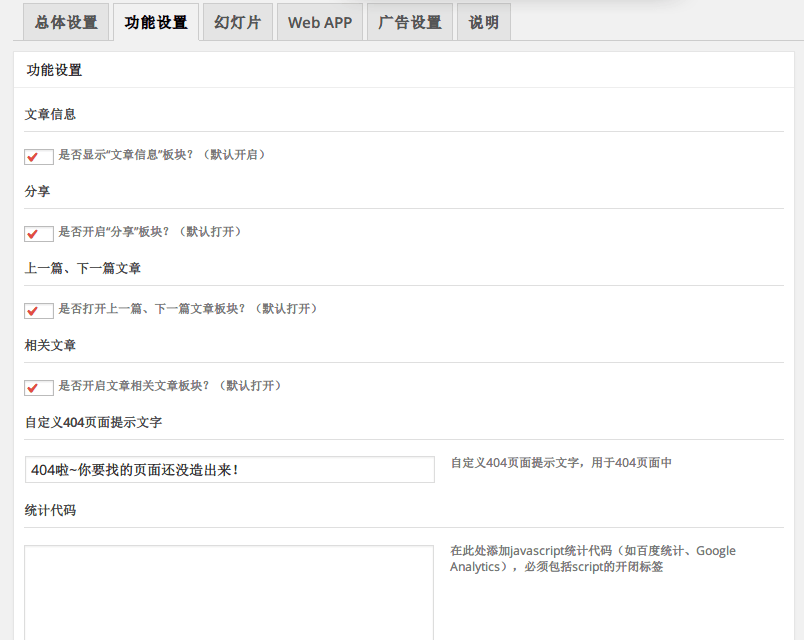 总体设置 功能设置 幻灯片 Web APP 广告设置 说明
功能设置
文章信息
是否显示“文章信息”板块？（默认开启）
分享
是否开启“分享”板块？（默认打开）
上一篇、下一篇文章
是否打开上一篇、下一篇文章板块？（默认打开）
相关文章
是否开启文章相关文章板块？（默认打开）
自定义404页面提示文字
404啦~你要找的页面还没造出来！
自定义404页面提示文字，用于404页面中
统计代码
在此处添加javascript统计代码（如百度统计、Google
Analytics），必须包括script的开闭标签